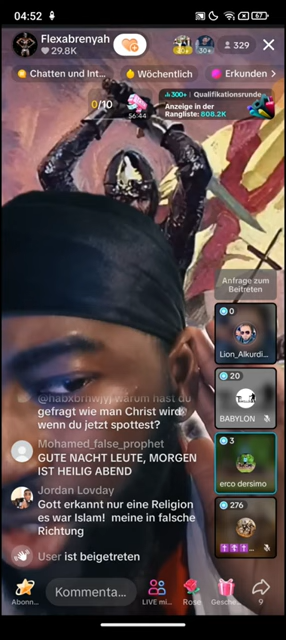 04:52
67
Flexabrenyah
29.8K
20+
30+
329
Chatten und Int...
Wöchentlich
Erkunden
0/10
56:44
300+ | Qualifikationsrunde
Anzeige in der
Rangliste: 808.2K
Anfrage zum
Beitreten
0
Lion_Alkurdi...
20
BABYLON
3
erco dersimo
276
warum hast du
gefragt wie man Christ wird
wenn du jetzt spottest?
Mohamed_false_prophet
GUTE NACHT LEUTE, MORGEN
IST HEILIG ABEND
Jordan Lovday
Gott erkannt nur eine Religion
es war Islam! meine in falsche
Richtung
User ist beigetreten
Abonn...
Kommenta...
LIVE mi...
Rose
Gesche...
9